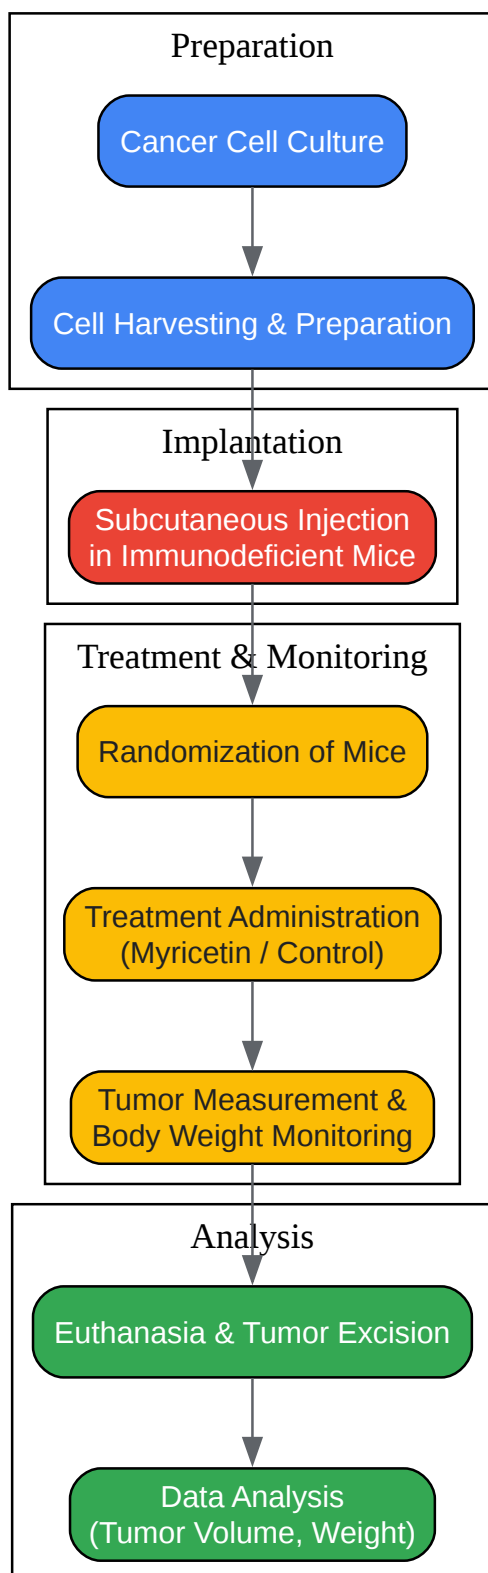 Preparation
Cancer Cell Culture
Cell Harvesting & Preparation
Implantation
Subcutaneous Injection
in Immunodeficient Mice
Treatment & Monitoring
Randomization of Mice
Treatment Administration
(Myricetin / Control)
Tumor Measurement &
Body Weight Monitoring
Analysis
Euthanasia & Tumor Excision
Data Analysis
(Tumor Volume, Weight)